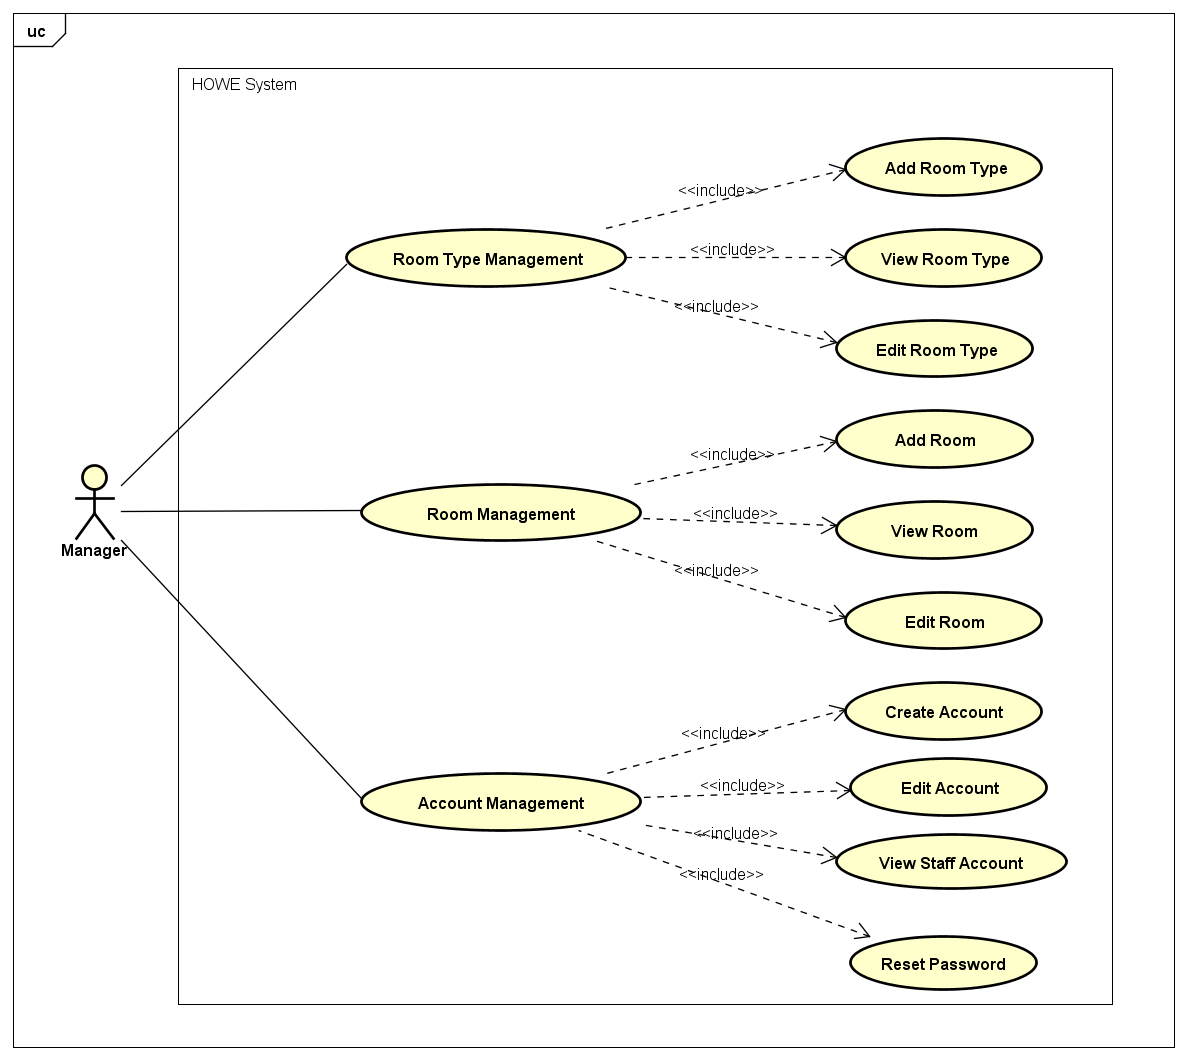 uc
HOWE System
Add Room Type
<<include>>
Room Type Management
<<include>>
View Room Type
<<include>>
Edit Room Type
Add Room
<<include>>
Manager
Room Management
<<include>>
View Room
<<include>>
Edit Room
Create Account
<<include>>
Account Management
<<include>>
Edit Account
<<include>>
View Staff Account
<<include>>
Reset Password